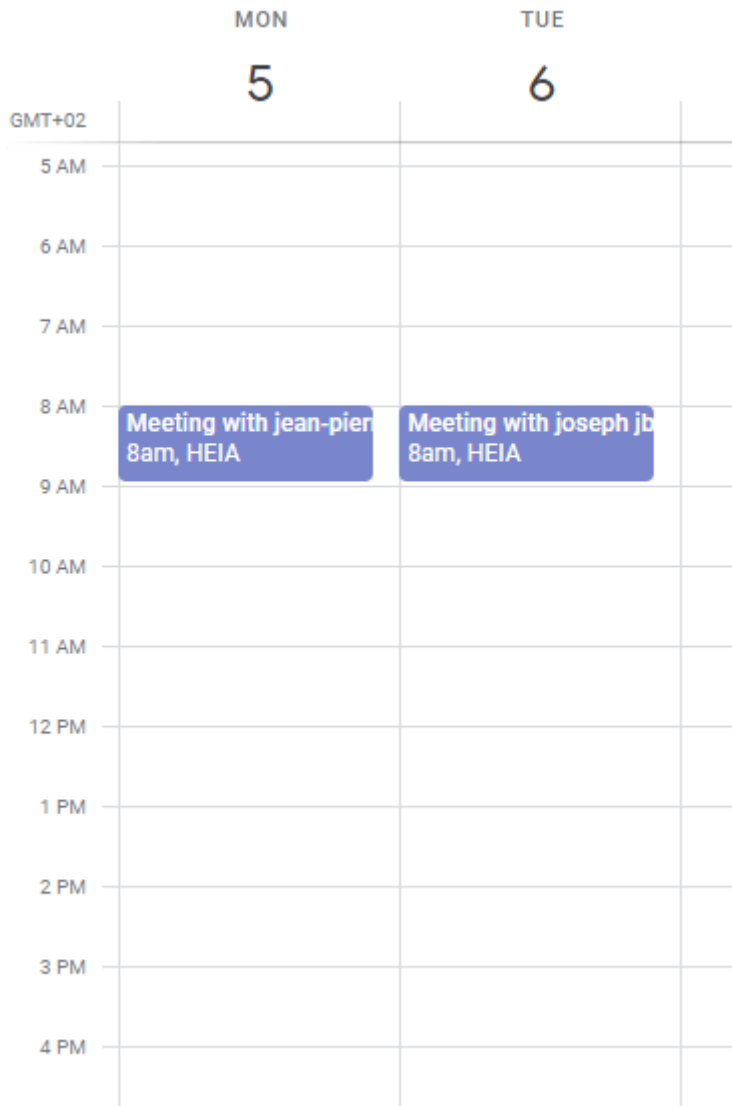 MON TUE
5 6
GMT+02
5 AM
6 AM
7 AM
8 AM
Meeting with jean-pier Meeting with joseph jb
8am, HEIA 8am, HEIA
9 AM
10 AM
11 AM
12 PM
1 PM
2 PM
3 PM
4 PM